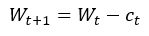 W_{t+1} = W_t − c_t